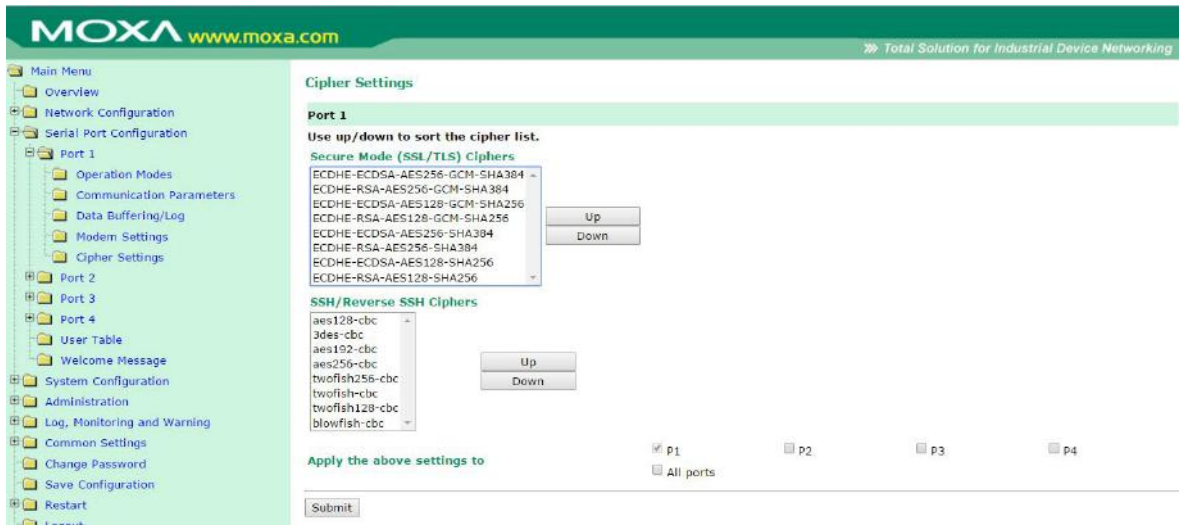 MOXA www.moxa.com
Total Solution for Industrial Device Networking
Main Menu
Overview
Network Configuration
Serial Port Configuration
Port 1
Operation Modes
Communication Parameters
Data Buffering/Log
Modem Settings
Cipher Settings
Port 2
Port 3
Port 4
User Table
Welcome Message
System Configuration
Administration
Log, Monitoring and Warning
Common Settings
Change Password
Save Configuration
Restart
Logout
Cipher Settings
Port 1
Use up/down to sort the cipher list.
Secure Mode (SSL/TLS) Ciphers
ECDHE-ECDSA-AES256-GCM-SHA384
ECDHE-RSA-AES256-GCM-SHA384
ECDHE-ECDSA-AES128-GCM-SHA256
ECDHE-RSA-AES128-GCM-SHA256
ECDHE-ECDSA-AES256-SHA384
ECDHE-RSA-AES256-SHA384
ECDHE-ECDSA-AES128-SHA256
ECDHE-RSA-AES128-SHA256
Up
Down
SSH/Reverse SSH Ciphers
aes128-cbc
3des-cbc
aes192-cbc
aes256-cbc
twofish256-cbc
twofish-cbc
twofish128-cbc
blowfish-cbc
Up
Down
Apply the above settings to
P1 P2 P3 P4
All ports
Submit